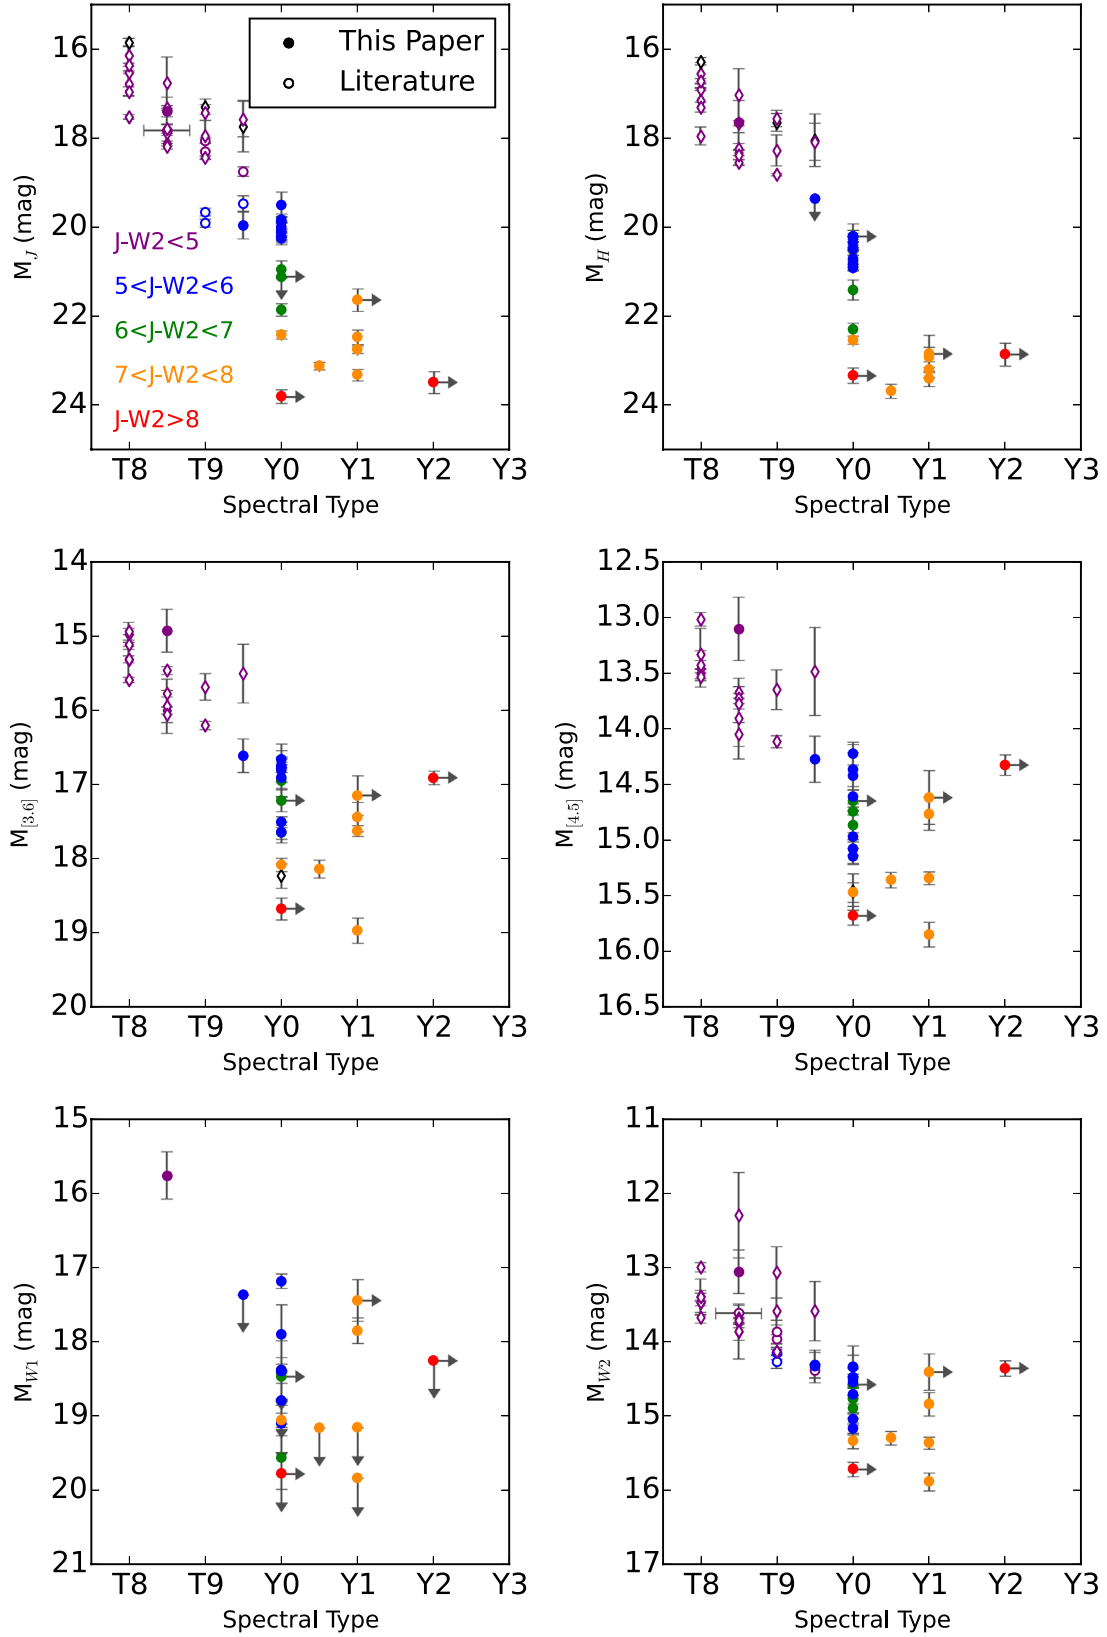 This Paper
Literature
16
18
20
22
24
M_J (mag)
J-W2<5
5<J-W2<6
6<J-W2<7
7<J-W2<8
J-W2>8
T8 T9 Y0 Y1 Y2 Y3
Spectral Type
16
18
20
22
24
M_H (mag)
T8 T9 Y0 Y1 Y2 Y3
Spectral Type
14
15
16
17
18
19
20
M_[3.6] (mag)
T8 T9 Y0 Y1 Y2 Y3
Spectral Type
12.5
13.0
13.5
14.0
14.5
15.0
15.5
16.0
16.5
M_[4.5] (mag)
T8 T9 Y0 Y1 Y2 Y3
Spectral Type
15
16
17
18
19
20
21
M_W1 (mag)
T8 T9 Y0 Y1 Y2 Y3
Spectral Type
11
12
13
14
15
16
17
M_W2 (mag)
T8 T9 Y0 Y1 Y2 Y3
Spectral Type